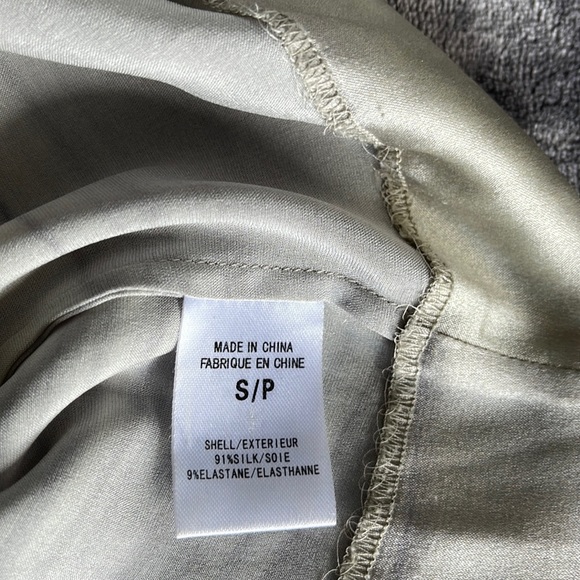 MADE IN CHINA
FABRIQUE EN CHINE
S/P
SHELL/EXTERIEUR
91%SILK/SOIE
9%ELASTANE/ELASTHANNE